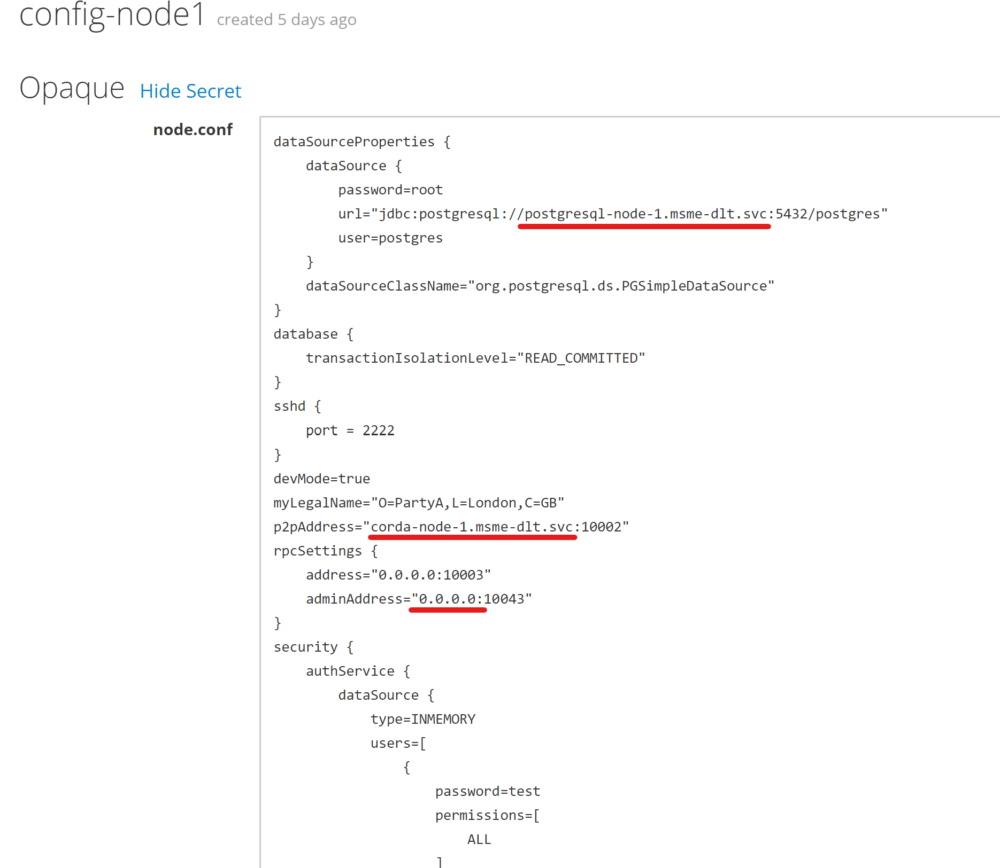 config-node1 created 5 days ago
Opaque Hide Secret
node.conf
dataSourceProperties {
    dataSource {
        password=root
        url="jdbc:postgresql://postgresql-node-1.msme-dlt.svc:5432/postgres"
        user=postgres
    }
    dataSourceClassName="org.postgresql.ds.PGSimpleDataSource"
}
database {
    transactionIsolationLevel="READ_COMMITTED"
}
sshd {
    port = 2222
}
devMode=true
myLegalName="O=PartyA,L=London,C=GB"
p2pAddress="corda-node-1.msme-dlt.svc:10002"
rpcSettings {
    address="0.0.0.0:10003"
    adminAddress="0.0.0.0:10043"
}
security {
    authService {
        dataSource {
            type=INMEMORY
            users=[
                {
                    password=test
                    permissions=[
                        ALL
                    ]